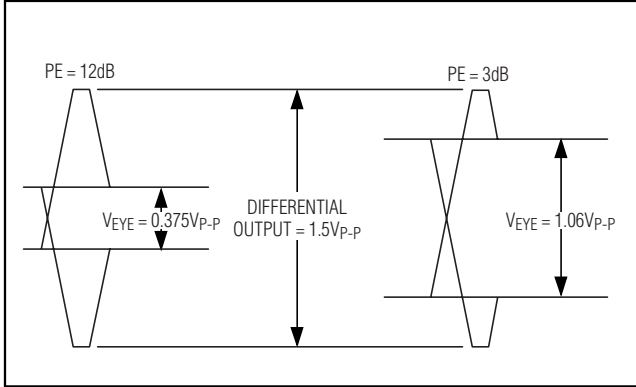 PE = 12dB
PE = 3dB
VEYE = 0.375VP-P
DIFFERENTIAL
OUTPUT = 1.5VP-P
VEYE = 1.06VP-P